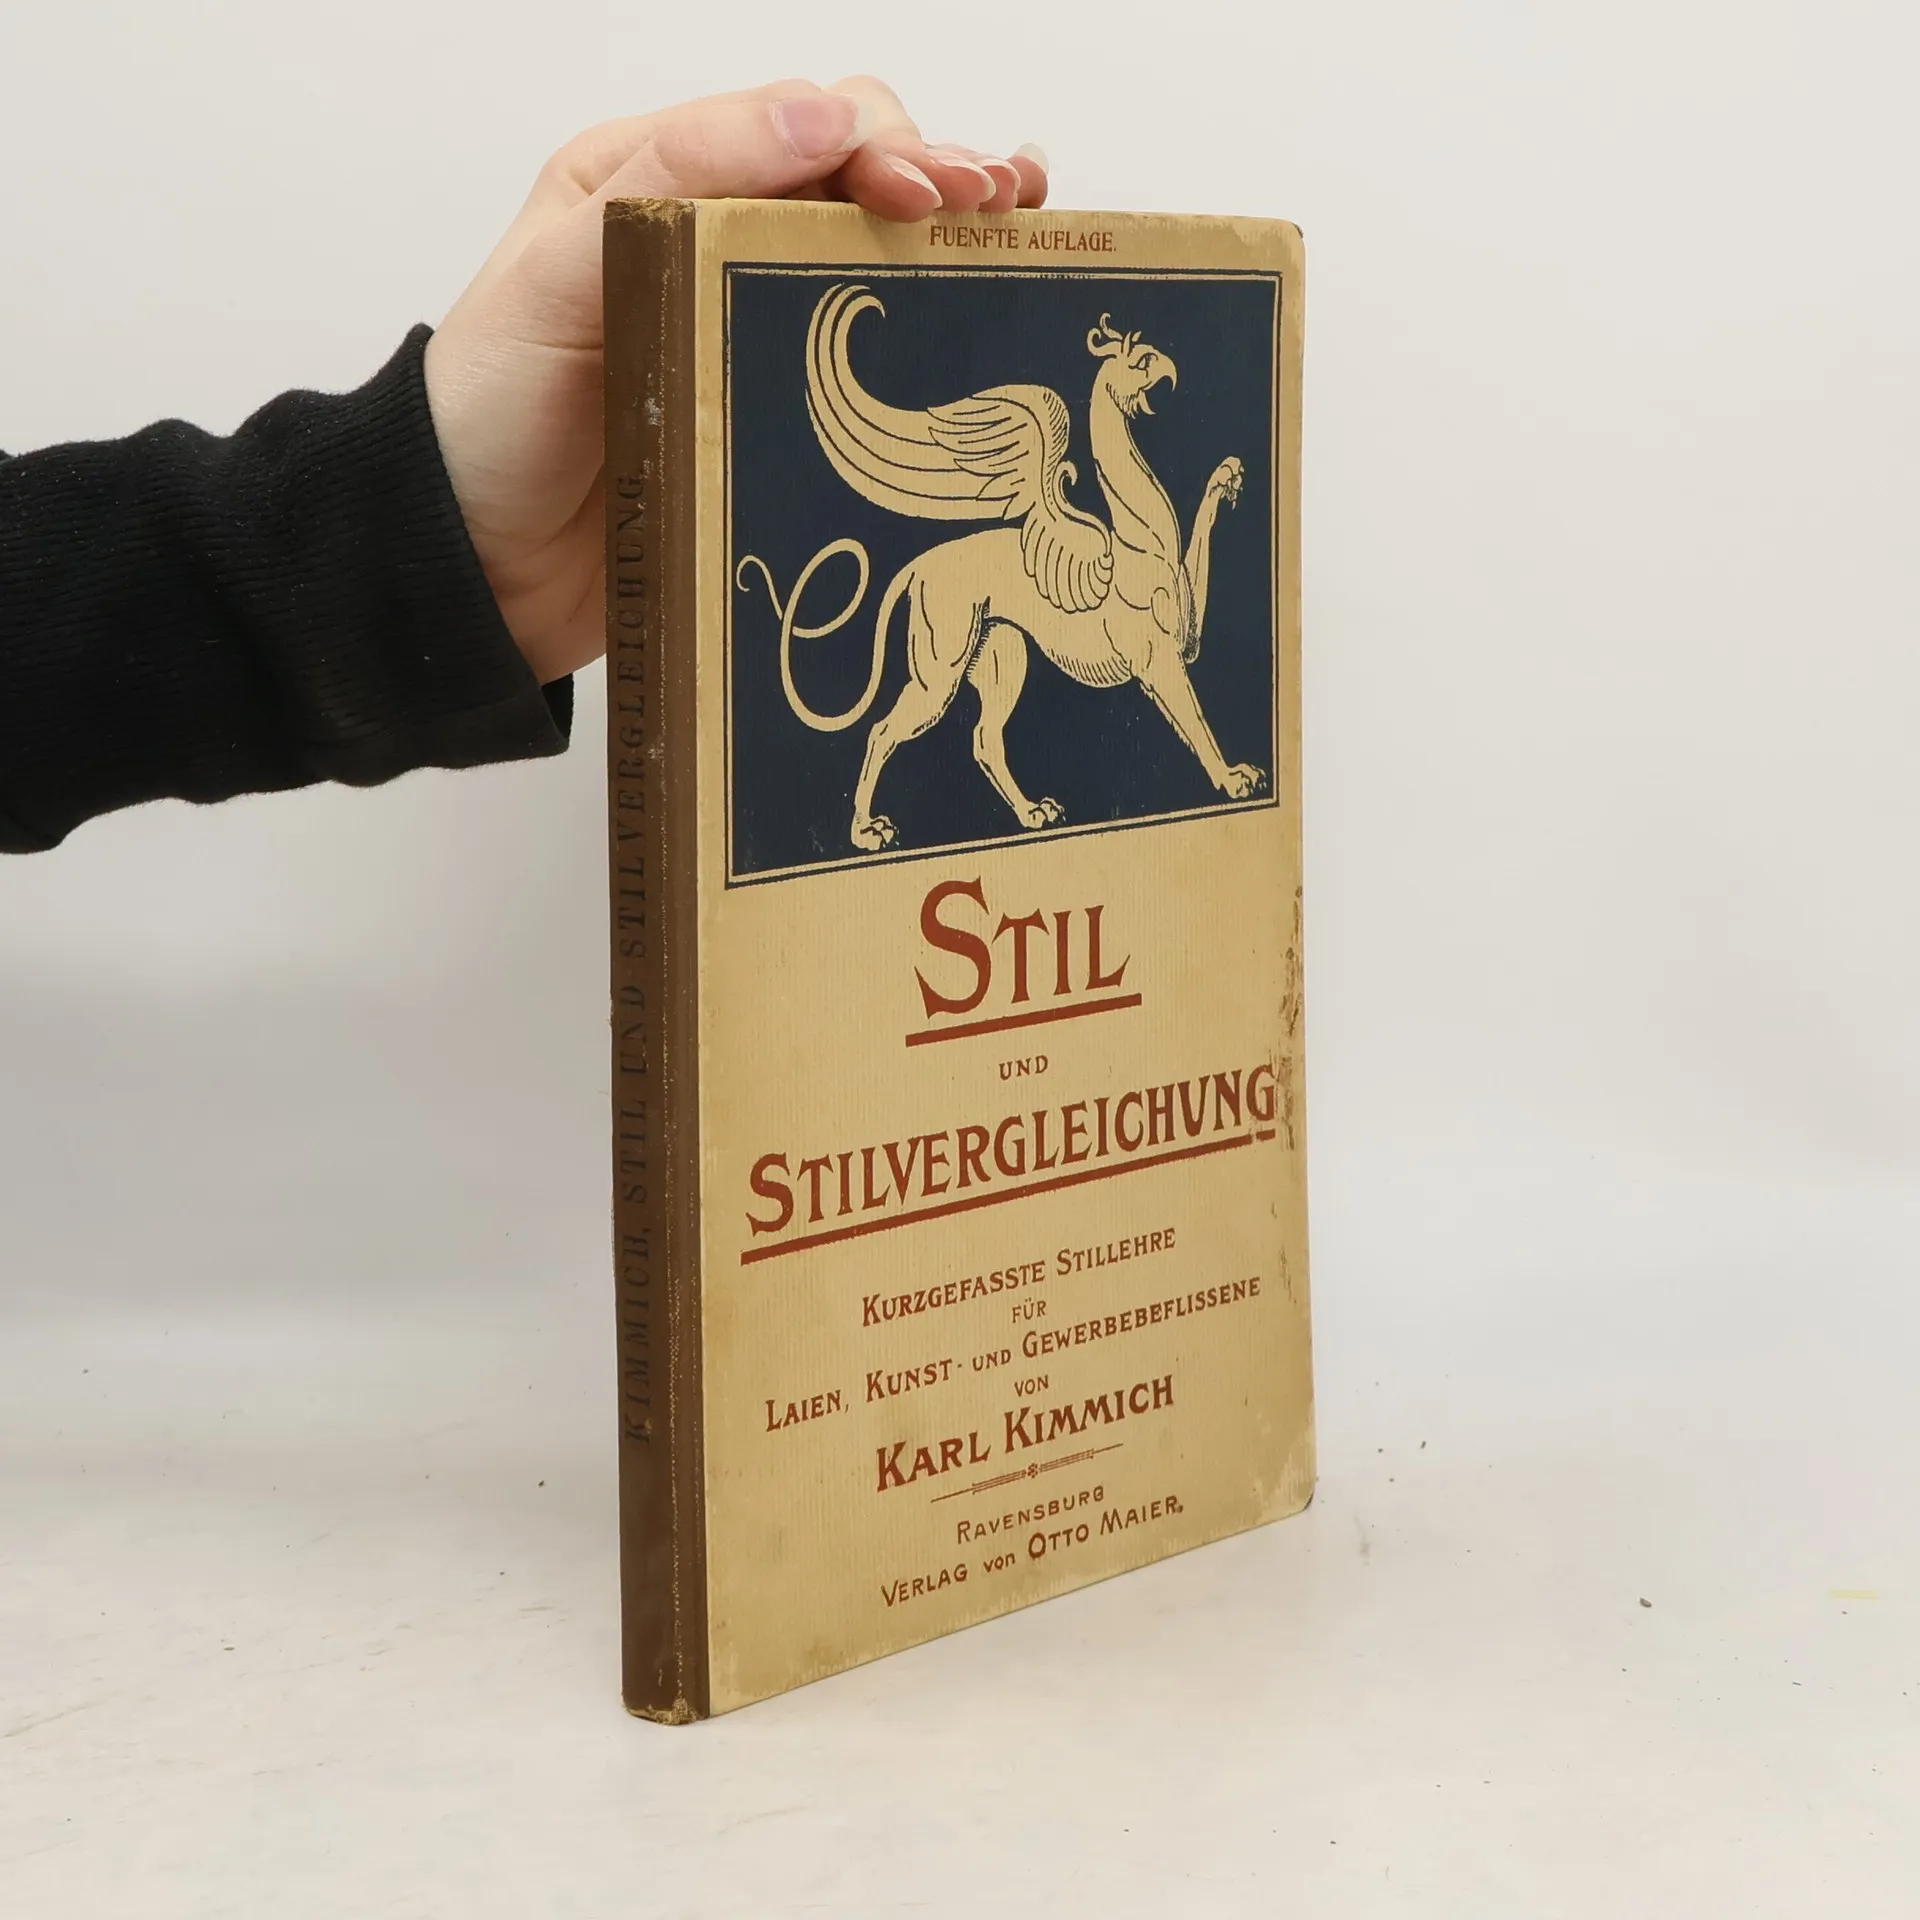 FUENFTE AUFLAGE.
STIL
UND
STILVERGLEICHVNG
KURZGEFASSTE STILLEHRE
FÜR
LAIEN, KUNST- UND GEWERBEBEFLISSENE
VON
KARL KIMMICH
RAVENSBURG
VERLAG von OTTO MAIER.
KIMMICH, STIL UND STILVERGLEICHUNG.